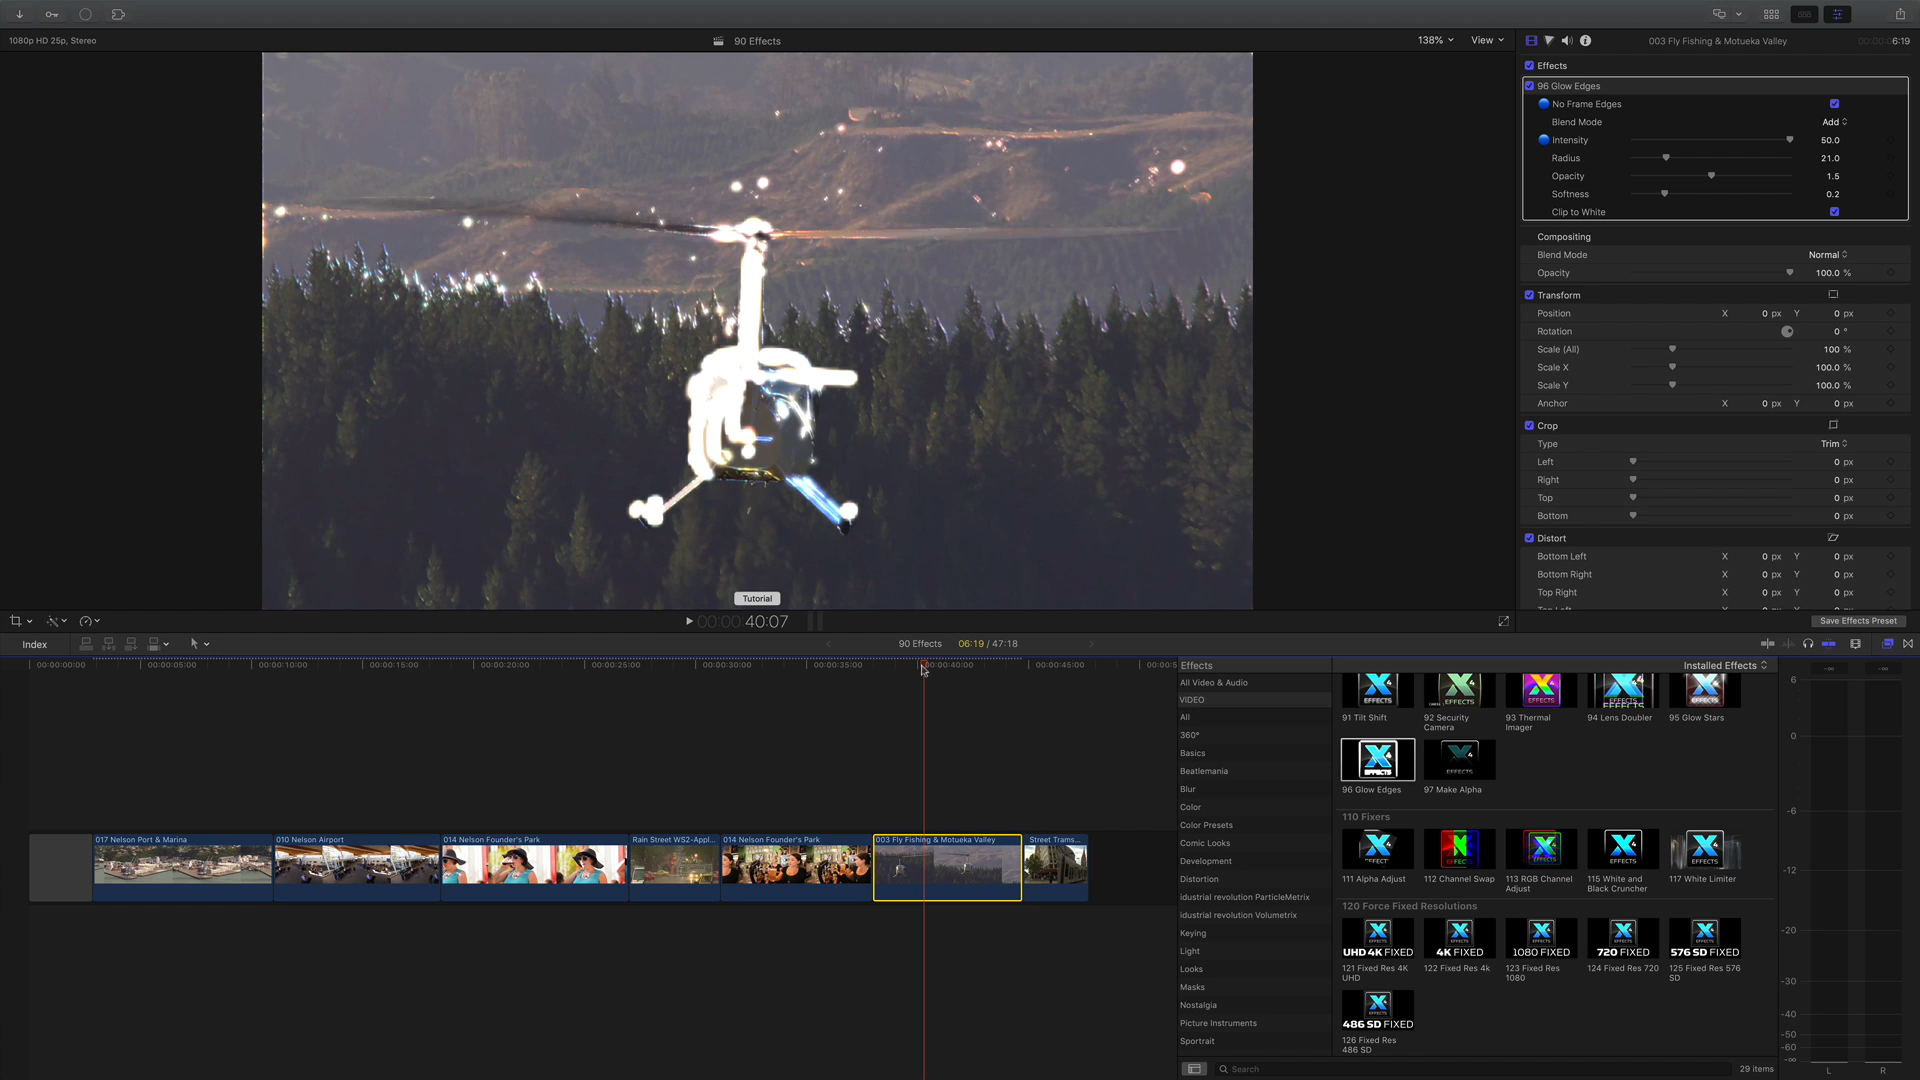 1080p HD 25p, Stereo
90 Effects
138%
View
003 Fly Fishing & Motueka Valley
6:19
Effects
96 Glow Edges
No Frame Edges
Blend Mode
Add
Intensity
50.0
Radius
21.0
Opacity
1.5
Softness
0.2
Clip to White
Compositing
Blend Mode
Normal
Opacity
100.0 %
Transform
Position
X 0 px Y 0 px
Rotation
0 °
Scale (All)
100 %
Scale X
100.0 %
Scale Y
100.0 %
Anchor
X 0 px Y 0 px
Crop
Type
Trim
Left
0 px
Right
0 px
Top
0 px
Bottom
0 px
Distort
Bottom Left
X 0 px Y 0 px
Bottom Right
X 0 px Y 0 px
Top Right
X 0 px Y 0 px
Tutorial
00:00:40:07
Save Effects Preset
Index
90 Effects
06:19 / 47:18
00:00:00:00
00:00:05:00
00:00:10:00
00:00:15:00
00:00:20:00
00:00:25:00
00:00:30:00
00:00:35:00
00:00:40:00
00:00:45:00
00:00:5
017 Nelson Port & Marina
010 Nelson Airport
014 Nelson Founder's Park
Rain Street WS2-Appl...
014 Nelson Founder's Park
003 Fly Fishing & Motueka Valley
Street Trams...
Effects
Installed Effects
All Video & Audio
VIDEO
All
360°
Basics
Beatlemania
Blur
Color
Color Presets
Comic Looks
Development
Distortion
idustrial revolution ParticleMetrix
idustrial revolution Volumetrix
Keying
Light
Looks
Masks
Nostalgia
Picture Instruments
Sportrait
91 Tilt Shift
92 Security
Camera
93 Thermal
Imager
94 Lens Doubler
95 Glow Stars
96 Glow Edges
97 Make Alpha
110 Fixers
111 Alpha Adjust
112 Channel Swap
113 RGB Channel
Adjust
115 White and
Black Cruncher
117 White Limiter
120 Force Fixed Resolutions
UHD 4K FIXED
4K FIXED
1080 FIXED
720 FIXED
576 SD FIXED
121 Fixed Res 4K
UHD
122 Fixed Res 4k
123 Fixed Res
1080
124 Fixed Res 720
125 Fixed Res 576
SD
486 SD FIXED
126 Fixed Res
486 SD
Search
29 items
6
0
-6
-12
-20
-30
-40
-50
-60
-∞
L
R